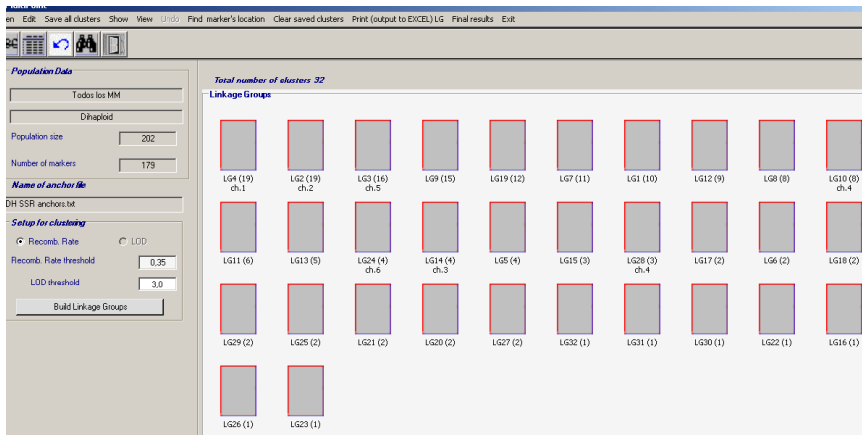 en Edit Save all clusters Show View Undo Find marker's location Clear saved clusters Print (output to EXCEL) LG Final results Exit
Population Data
Todos los MM
Dihaploid
Population size 202
Number of markers 179
Name of anchor file
DH SSR anchors.txt
Setup for clustering
Recomb. Rate LOD
Recomb. Rate threshold 0,35
LOD threshold 3,0
Build Linkage Groups
Total number of clusters 32
Linkage Groups
LG4 (19) LG2 (19) LG3 (16) LG9 (15) LG19 (12) LG7 (11) LG1 (10) LG12 (9) LG8 (8) LG10 (8)
ch.1 ch.2 ch.5 ch.4
LG11 (6) LG13 (5) LG24 (4) LG14 (4) LG5 (4) LG15 (3) LG28 (3) LG17 (2) LG6 (2) LG18 (2)
ch.6 ch.3 ch.4
LG29 (2) LG25 (2) LG21 (2) LG20 (2) LG27 (2) LG32 (1) LG31 (1) LG30 (1) LG22 (1) LG16 (1)
LG26 (1) LG23 (1)